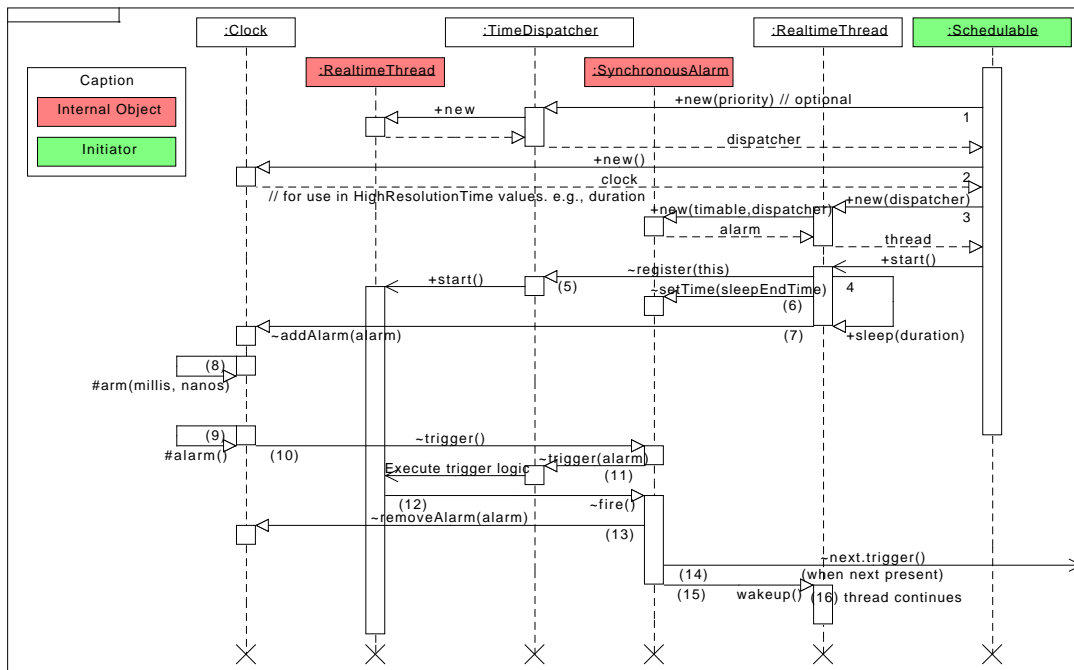 :Clock
:TimeDispatcher
:RealtimeThread
:Schedulable
:RealtimeThread
:SynchronousAlarm
Caption
Internal Object
Initiator
+new(priority) // optional
1
+new
dispatcher
+new()
clock
2
// for use in HighResolutionTime values. e.g., duration
+new(dispatcher)
+new(timable,dispatcher)
3
alarm
thread
+start()
~register(this)
+start()
(5)
4
~setTime(sleepEndTime)
(6)
~addAlarm(alarm)
(7)
+sleep(duration)
(8)
#arm(millis, nanos)
(9)
~trigger()
#alarm()
(10)
~trigger(alarm)
Execute trigger logic
(11)
(12)
~fire()
~removeAlarm(alarm)
(13)
~next.trigger()
(14)
(when next present)
(15)
wakeup()
(16) thread continues